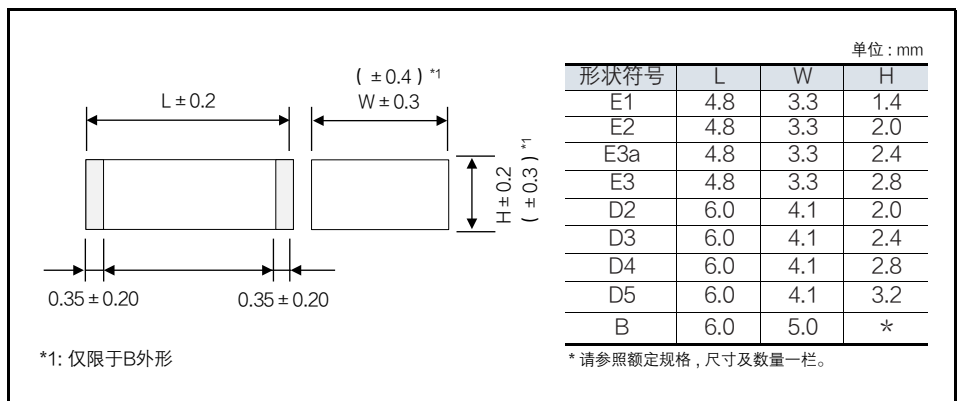 单位 : mm
( ±0.4 ) *1
W±0.3
L±0.2
H±0.2
( ±0.3 ) *1
0.35±0.20
0.35±0.20
*1: 仅限于B外形
形状符号 L W H
E1 4.8 3.3 1.4
E2 4.8 3.3 2.0
E3a 4.8 3.3 2.4
E3 4.8 3.3 2.8
D2 6.0 4.1 2.0
D3 6.0 4.1 2.4
D4 6.0 4.1 2.8
D5 6.0 4.1 3.2
B 6.0 5.0 *
* 请参照额定规格 , 尺寸及数量一栏。